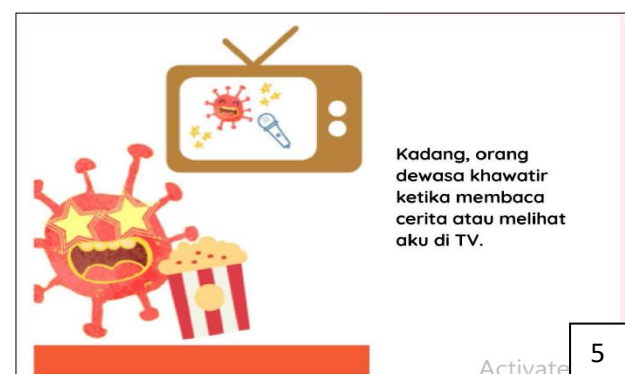 Kadang, orang
dewasa khawatir
ketika membaca
cerita atau melihat
aku di TV.
Activate
5